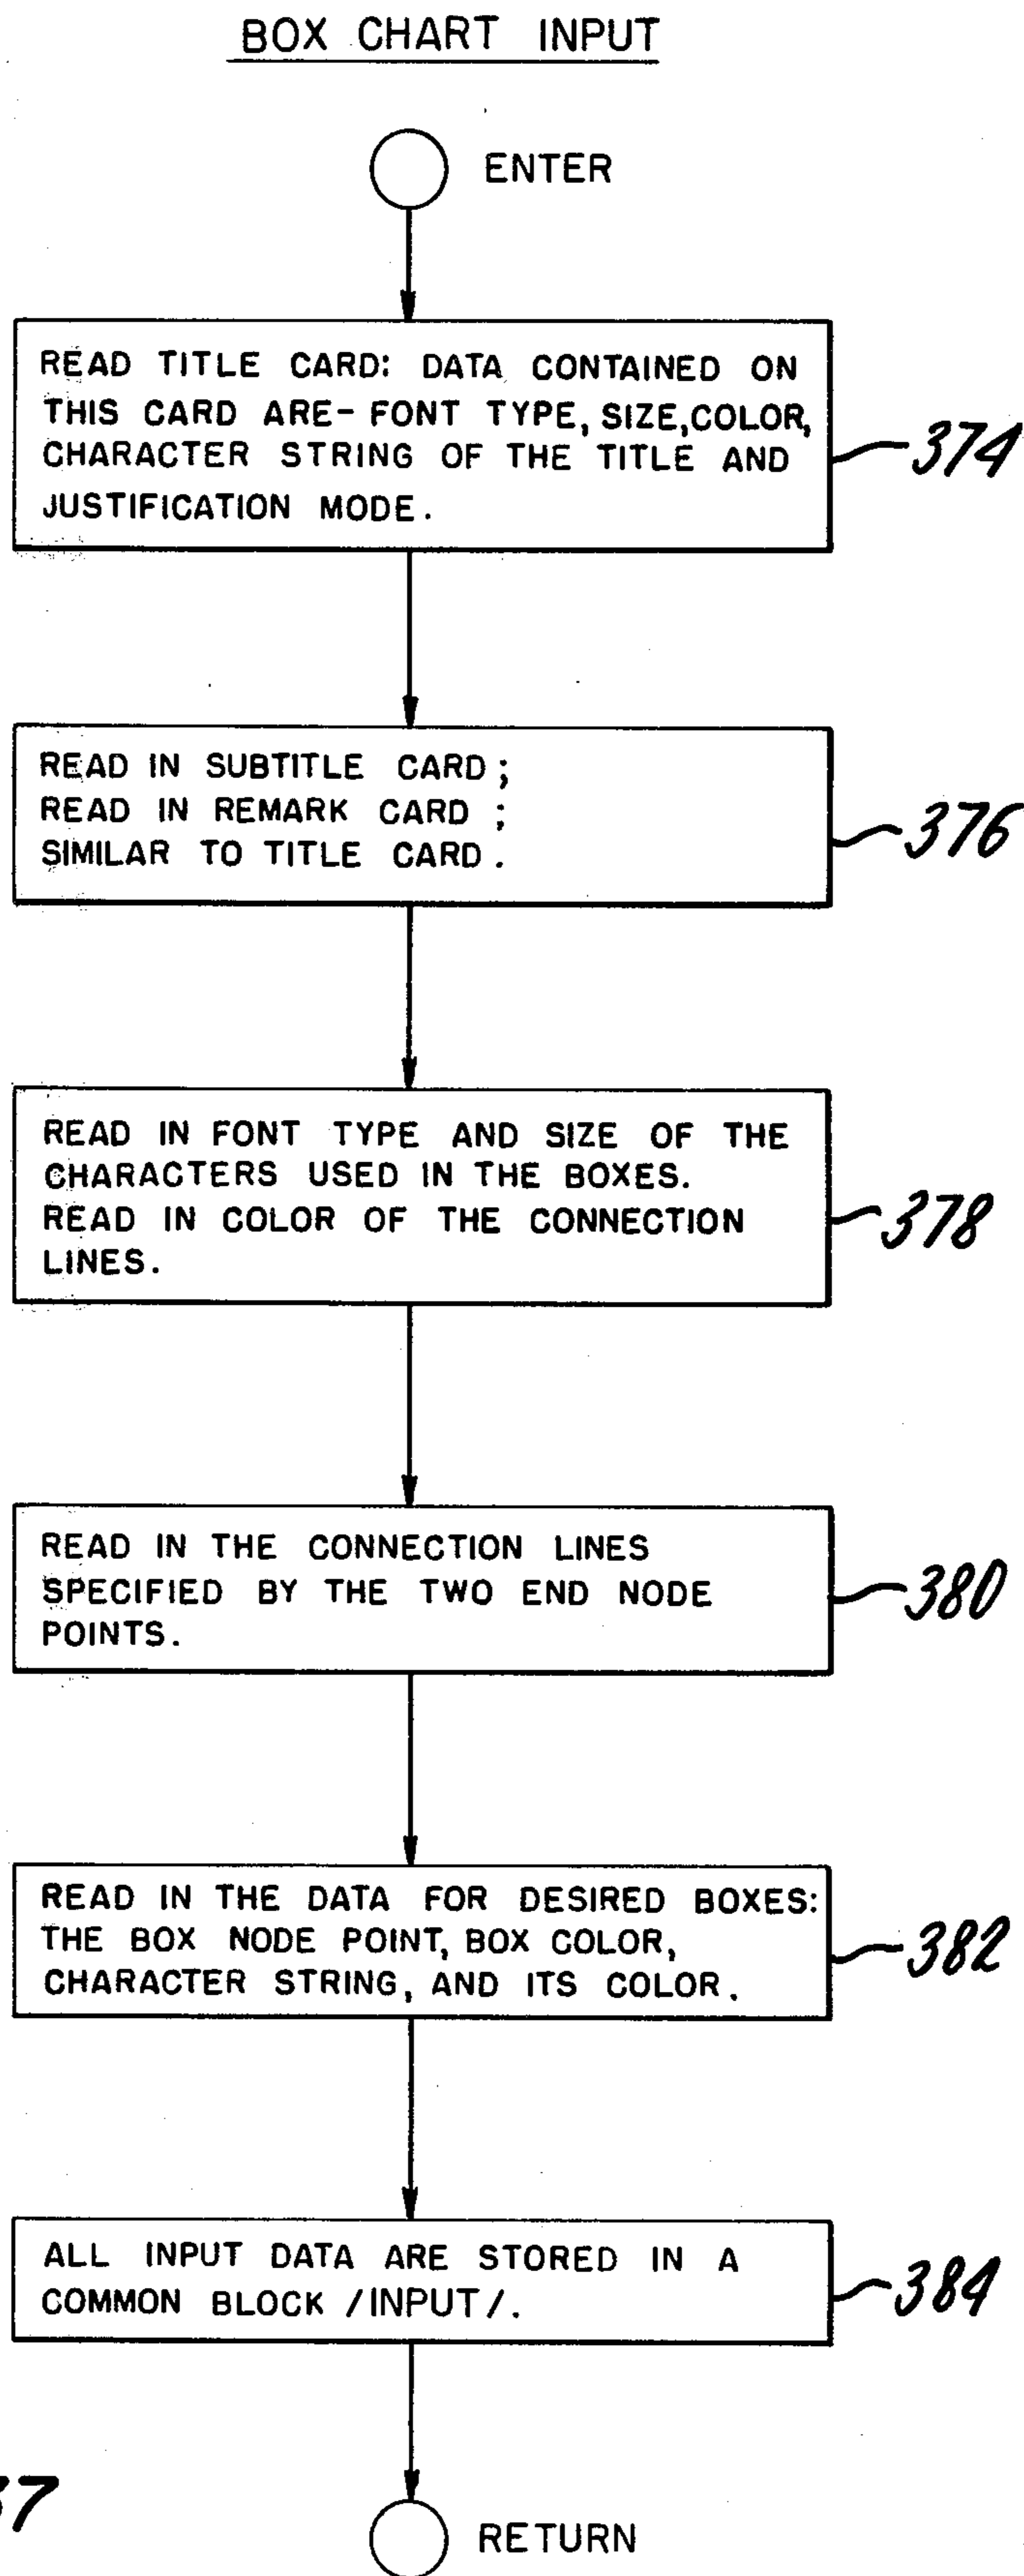 BOX CHART INPUT
ENTER
READ TITLE CARD: DATA CONTAINED ON
THIS CARD ARE- FONT TYPE, SIZE, COLOR,
CHARACTER STRING OF THE TITLE AND
JUSTIFICATION MODE.
374
READ IN SUBTITLE CARD;
READ IN REMARK CARD ;
SIMILAR TO TITLE CARD.
376
READ IN FONT TYPE AND SIZE OF THE
CHARACTERS USED IN THE BOXES.
READ IN COLOR OF THE CONNECTION
LINES.
378
READ IN THE CONNECTION LINES
SPECIFIED BY THE TWO END NODE
POINTS.
380
READ IN THE DATA FOR DESIRED BOXES:
THE BOX NODE POINT, BOX COLOR,
CHARACTER STRING, AND ITS COLOR.
382
ALL INPUT DATA ARE STORED IN A
COMMON BLOCK /INPUT/.
384
RETURN